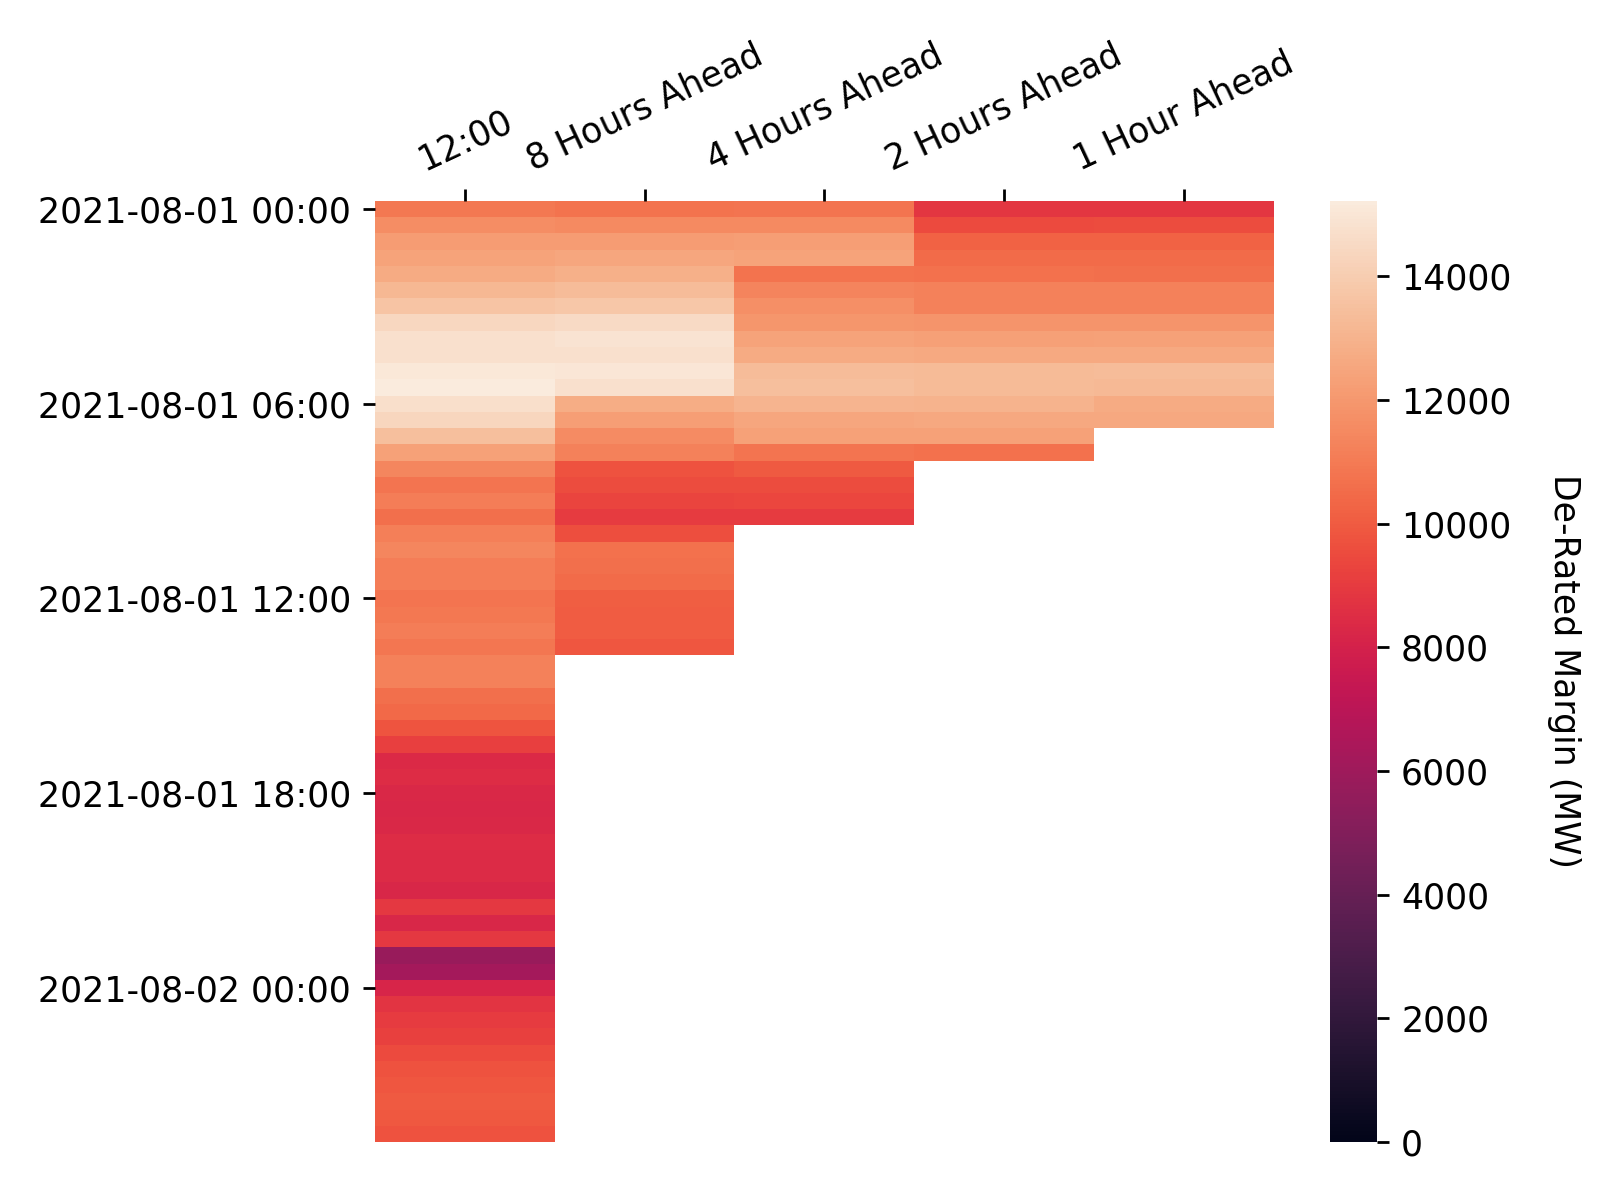 12:00
8 Hours Ahead
4 Hours Ahead
2 Hours Ahead
1 Hour Ahead
2021-08-01 00:00
2021-08-01 06:00
2021-08-01 12:00
2021-08-01 18:00
2021-08-02 00:00
14000
12000
10000
8000
6000
4000
2000
0
De-Rated Margin (MW)